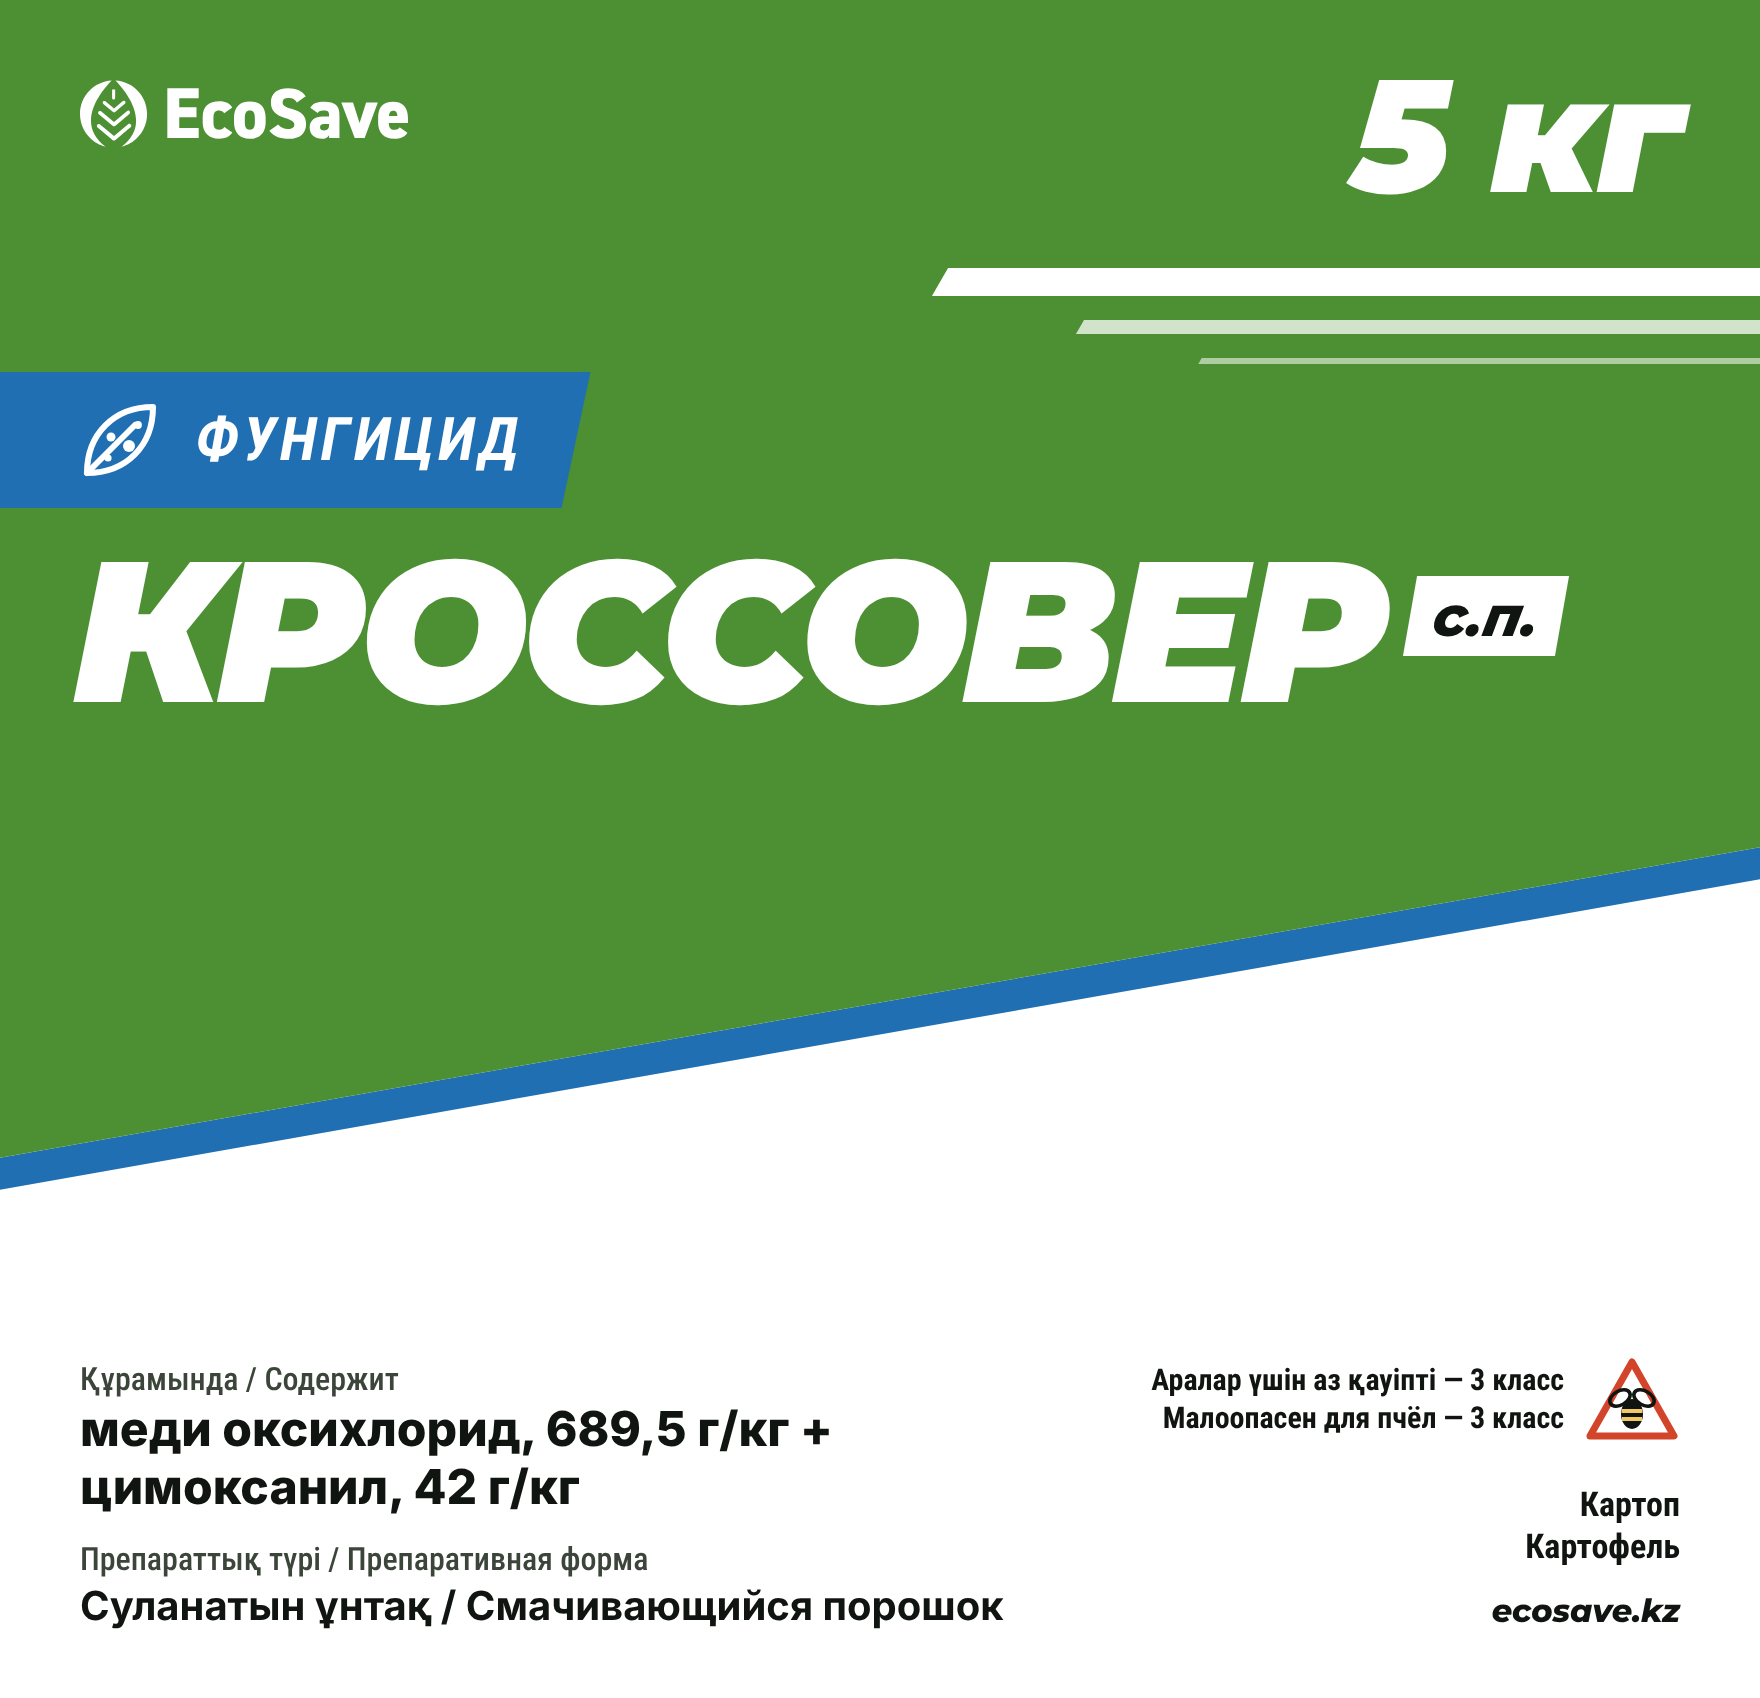 EcoSave
5 кг
ФУНГИЦИД
КРОССОВЕР с.п.
Құрамында / Содержит
меди оксихлорид, 689,5 г/кг +
цимоксанил, 42 г/кг
Препараттық түрі / Препаративная форма
Суланатын ұнтақ / Смачивающийся порошок
Аралар үшін аз қауіпті — 3 класс
Малоопасен для пчёл — 3 класс
Картоп
Картофель
ecosave.kz